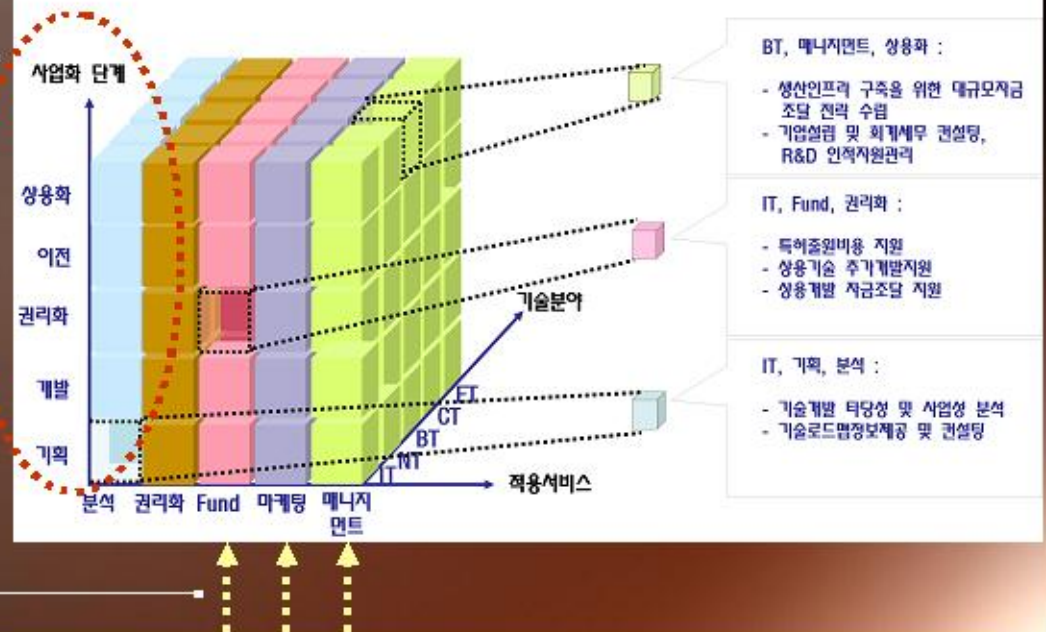 사업화 단계
상용화
이전
권리화
개발
기획
분석
권리화
Fund
마케팅
매니지
먼트
적용서비스
기술분야
IT
NT
BT
CT
ET
BT, 매니지먼트, 상용화 :
- 생산인프리 구축을 위한 대규모자금
조달 전략 수립
- 기업설립 및 회계세무 컨설팅,
R&D 인적자원관리
IT, Fund, 권리화 :
- 특허출원비용 지원
- 상용기술 추가개발지원
- 상용개발 자금조달 지원
IT, 기획, 분석 :
- 기술개발 타당성 및 사업성 분석
- 기술로드맵정보제공 및 컨설팅